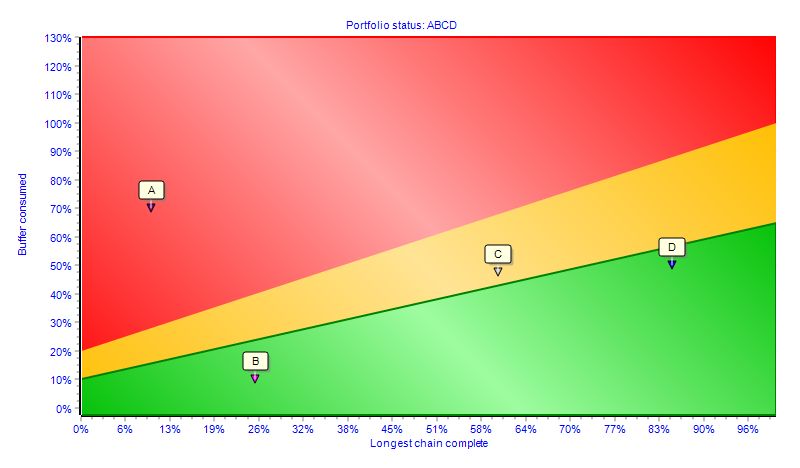 Portfolio status: ABCD
130%
120%
110%
100%
90%
80%
70%
60%
50%
40%
30%
20%
10%
0%
Buffer consumed
A
B
C
D
0% 6% 13% 19% 26% 32% 38% 45% 51% 58% 64% 70% 77% 83% 90% 96%
Longest chain complete